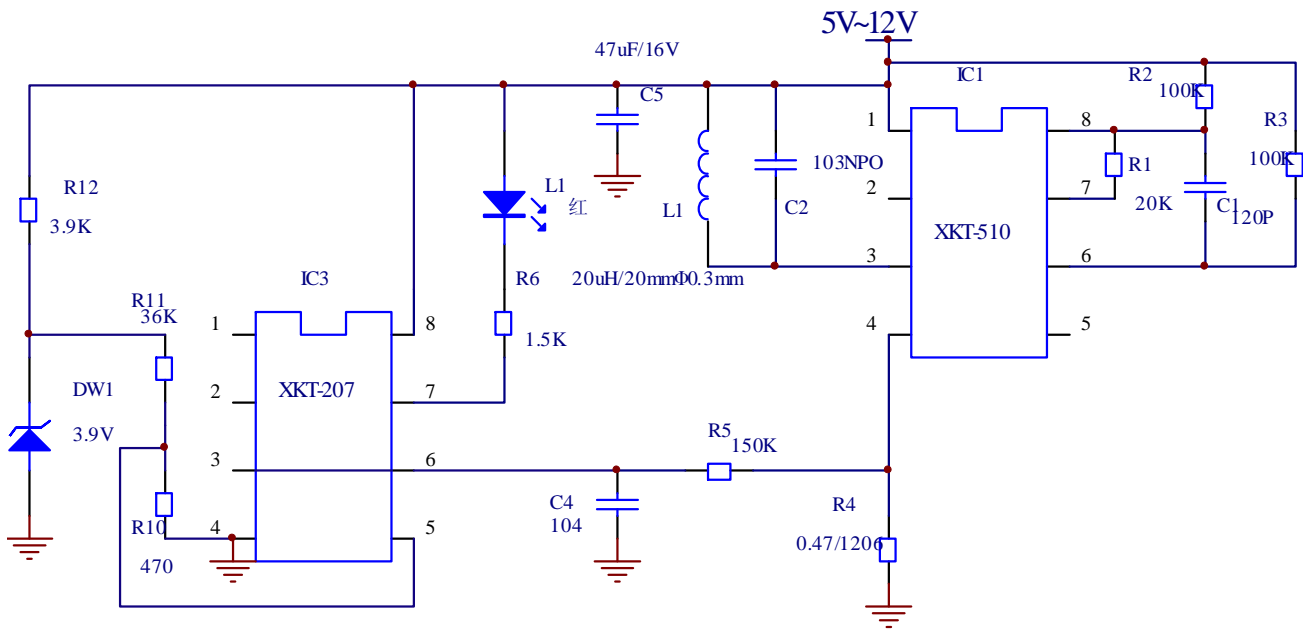 5V~12V
47uF/16V
IC1
R2
100K
C5
R3
1
8
103NPO
R1
100K
R12
L1
红
2
7
3.9K
L1
C2
20K
C1
120P
XKT-510
3
6
IC3
R6
20uH/20mmΦ0.3mm
R11
36K
1
8
1.5K
4
5
DW1
2
XKT-207
7
3.9V
R5
150K
3
6
R10
4
5
C4
104
R4
0.47/1206
470